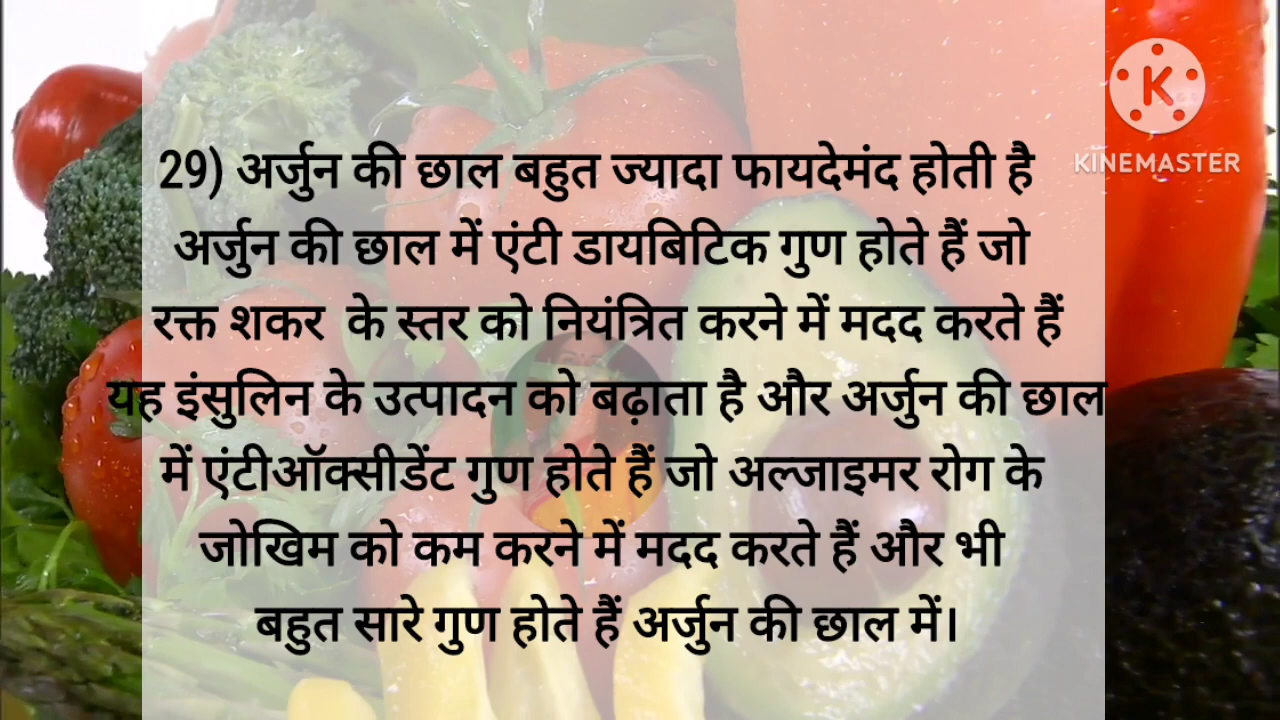 29) अर्जुन की छाल बहुत ज्यादा फायदेमंद होती है
अर्जुन की छाल में एंटी डायबिटिक गुण होते हैं जो
रक्त शकर के स्तर को नियंत्रित करने में मदद करते हैं
यह इंसुलिन के उत्पादन को बढ़ाता है और अर्जुन की छाल
में एंटीऑक्सीडेंट गुण होते हैं जो अल्जाइमर रोग के
जोखिम को कम करने में मदद करते हैं और भी
बहुत सारे गुण होते हैं अर्जुन की छाल में।
K
KINEMASTER